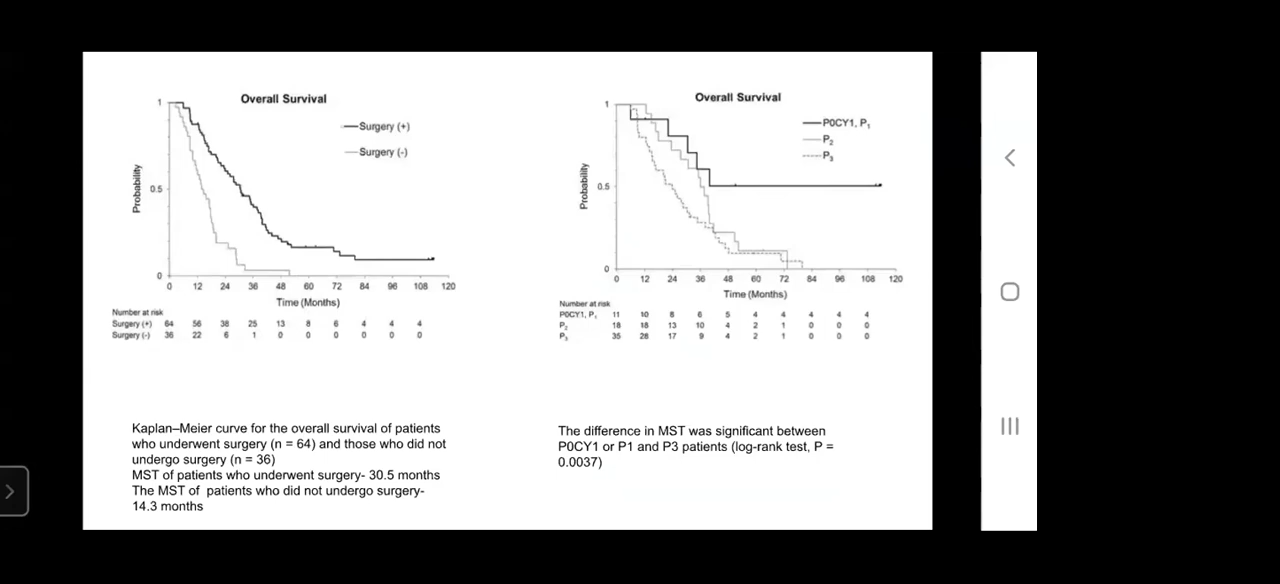 Overall Survival
1
Surgery (+)
Surgery (-)
Probability
0.5
0
0 12 24 36 48 60 72 84 96 108 120
Time (Months)
Number at risk
Surgery (+) 64 56 38 25 13 8 6 4 4 4
Surgery (-) 36 22 6 1 0 0 0 0 0 0
Kaplan–Meier curve for the overall survival of patients
who underwent surgery (n = 64) and those who did not
undergo surgery (n = 36)
MST of patients who underwent surgery- 30.5 months
The MST of patients who did not undergo surgery-
14.3 months
Overall Survival
1
P0CY1, P1
P2
P3
Probability
0.5
0
0 12 24 36 48 60 72 84 96 108 120
Time (Months)
Number at risk
P0CY1, P1 11 10 8 6 5 4 4 4 4 4
P2 18 18 13 10 4 2 1 0 0 0
P3 35 28 17 9 4 2 1 0 0 0
The difference in MST was significant between
P0CY1 or P1 and P3 patients (log-rank test, P =
0.0037)